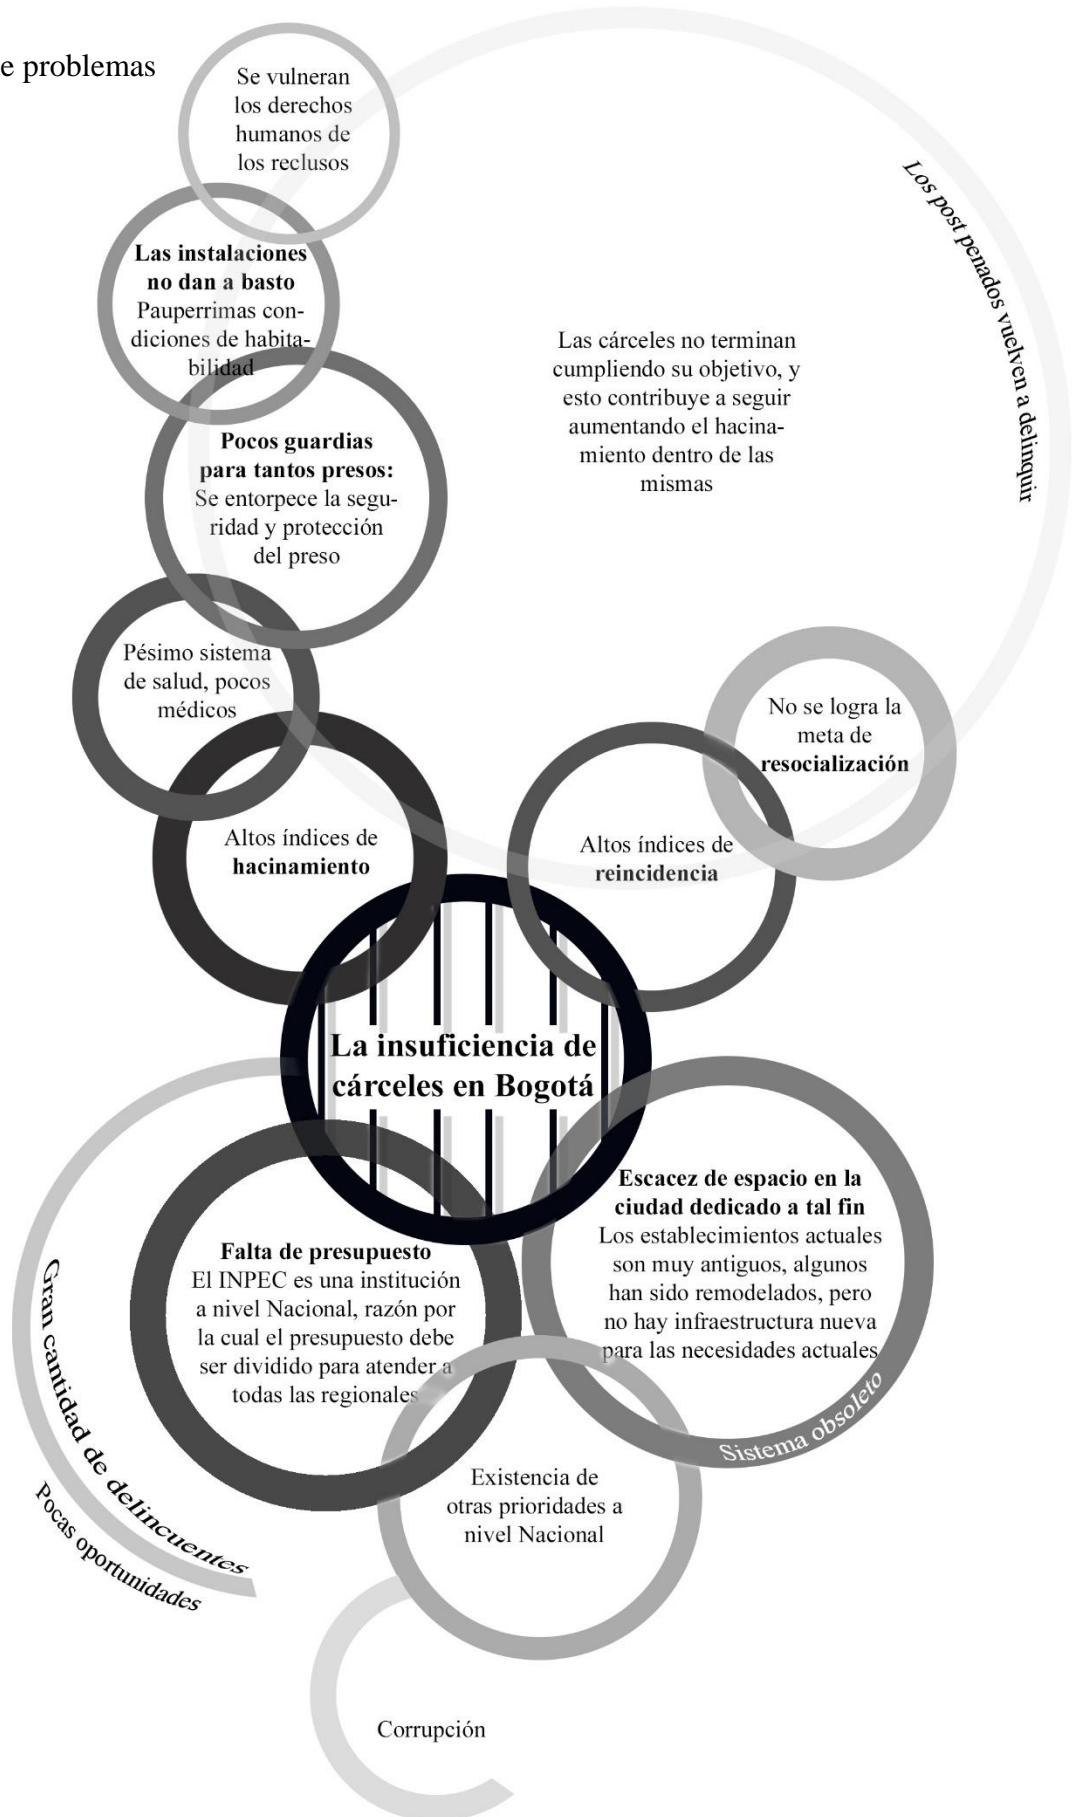 e problemas
Se vulneran
los derechos
humanos de
los reclusos
Las instalaciones
no dan a basto
Pauperrimas con-
diciones de habita-
bilidad
Pocos guardias
para tantos presos:
Se entorpece la segu-
ridad y protección
del preso
Pésimo sistema
de salud, pocos
médicos
Altos índices de
hacinamiento
Los post penados vuelven a delinquir
Las cárceles no terminan
cumpliendo su objetivo, y
esto contribuye a seguir
aumentando el hacina-
miento dentro de las
mismas
No se logra la
meta de
resocialización
Altos índices de
reincidencia
La insuficiencia de
cárceles en Bogotá
Escacez de espacio en la
ciudad dedicado a tal fin
Los establecimientos actuales
son muy antiguos, algunos
han sido remodelados, pero
no hay infraestructura nueva
para las necesidades actuales
Sistema obsoleto
Falta de presupuesto
El INPEC es una institución
a nivel Nacional, razón por
la cual el presupuesto debe
ser dividido para atender a
todas las regionales
Gran cantidad de delincuentes
Pocas oportunidades
Existencia de
otras prioridades a
nivel Nacional
Corrupción